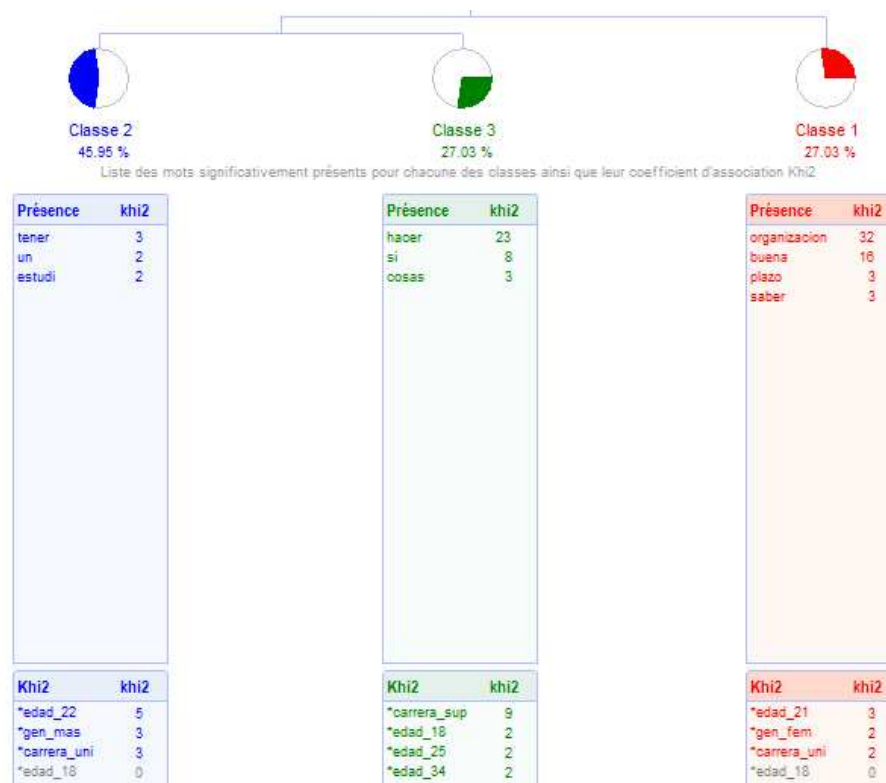 Classe 2
45.95 %
Classe 3
27.03 %
Classe 1
27.03 %
Liste des mots significativement présents pour chacune des classes ainsi que leur coefficient d'association Khi2
Présence khi2
tener 3
un 2
estudi 2
Présence khi2
hacer 23
si 8
cosas 3
Présence khi2
organizacion 32
buena 16
plazo 3
saber 3
Khi2 khi2
*edad_22 5
*gen_mas 3
*carrera_uni 3
*edad_18 0
Khi2 khi2
*carrera_sup 9
*edad_18 2
*edad_25 2
*edad_34 2
Khi2 khi2
*edad_21 3
*gen_fem 2
*carrera_uni 2
*edad_18 0